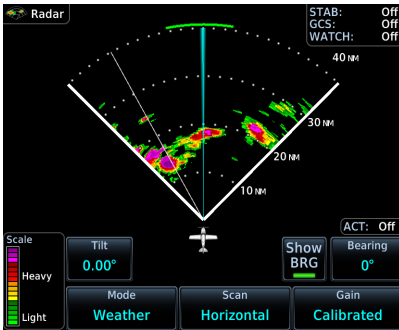 Radar
STAB: Off
GCS: Off
WATCH: Off
40 NM
30 NM
20 NM
10 NM
ACT: Off
Scale
Heavy
Light
Tilt
0.00°
Show
BRG
Bearing
0°
Mode
Weather
Scan
Horizontal
Gain
Calibrated